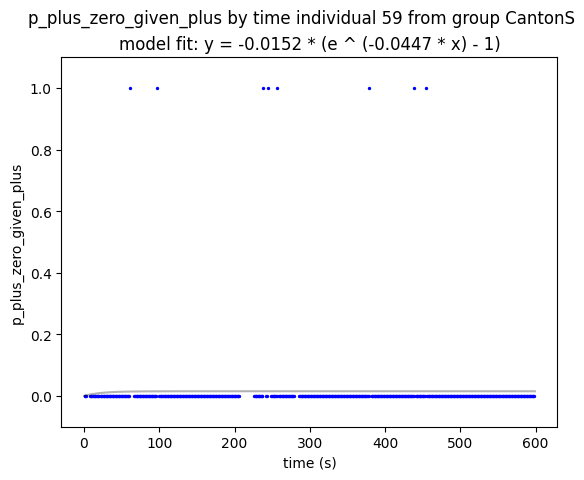 p_plus_zero_given_plus by time individual 59 from group CantonS
model fit: y = -0.0152 * (e ^ (-0.0447 * x) - 1)
1.0
0.8
0.6
0.4
0.2
0.0
p_plus_zero_given_plus
0 100 200 300 400 500 600
time (s)